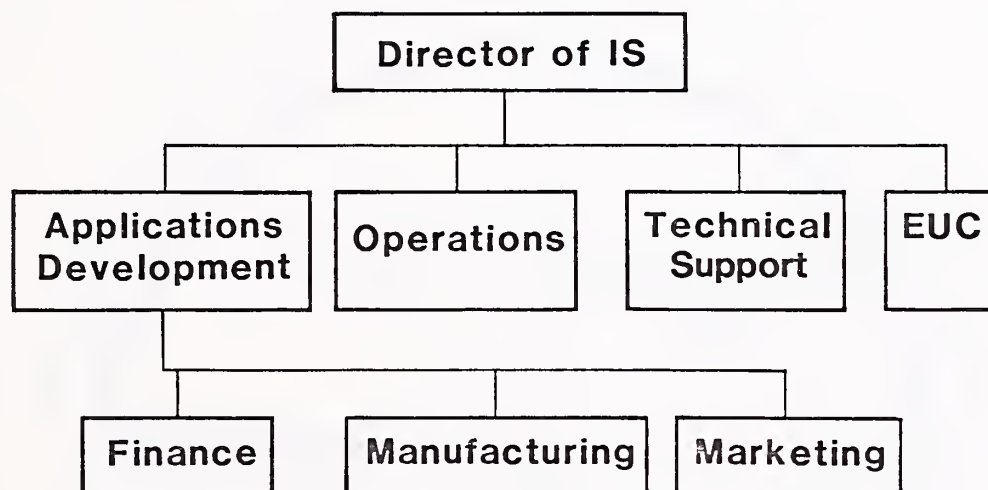 Director of IS
Applications
Development
Operations
Technical
Support
EUC
Finance
Manufacturing
Marketing